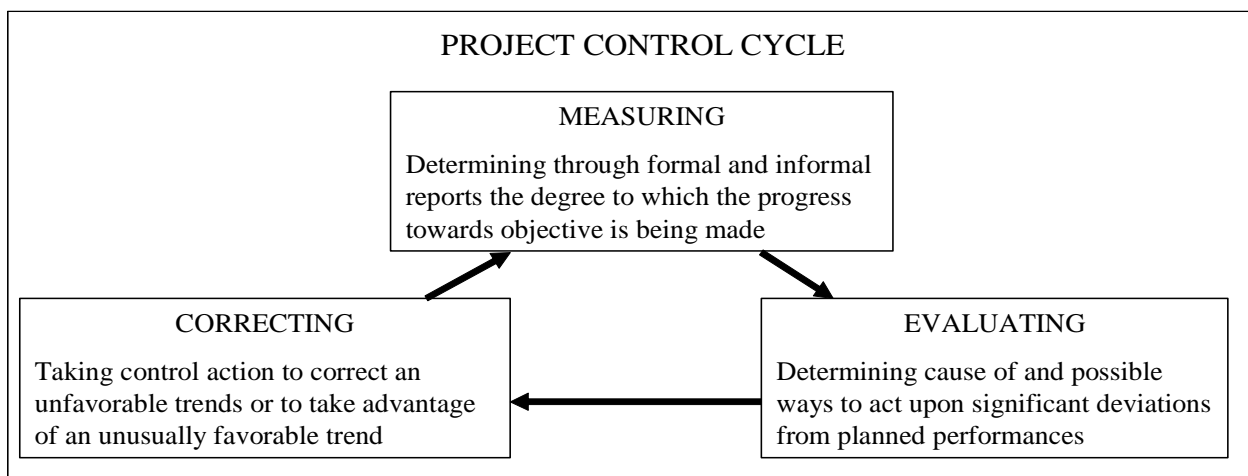 PROJECT CONTROL CYCLE
MEASURING
Determining through formal and informal
reports the degree to which the progress
towards objective is being made
CORRECTING
Taking control action to correct an
unfavorable trends or to take advantage
of an unusually favorable trend
EVALUATING
Determining cause of and possible
ways to act upon significant deviations
from planned performances